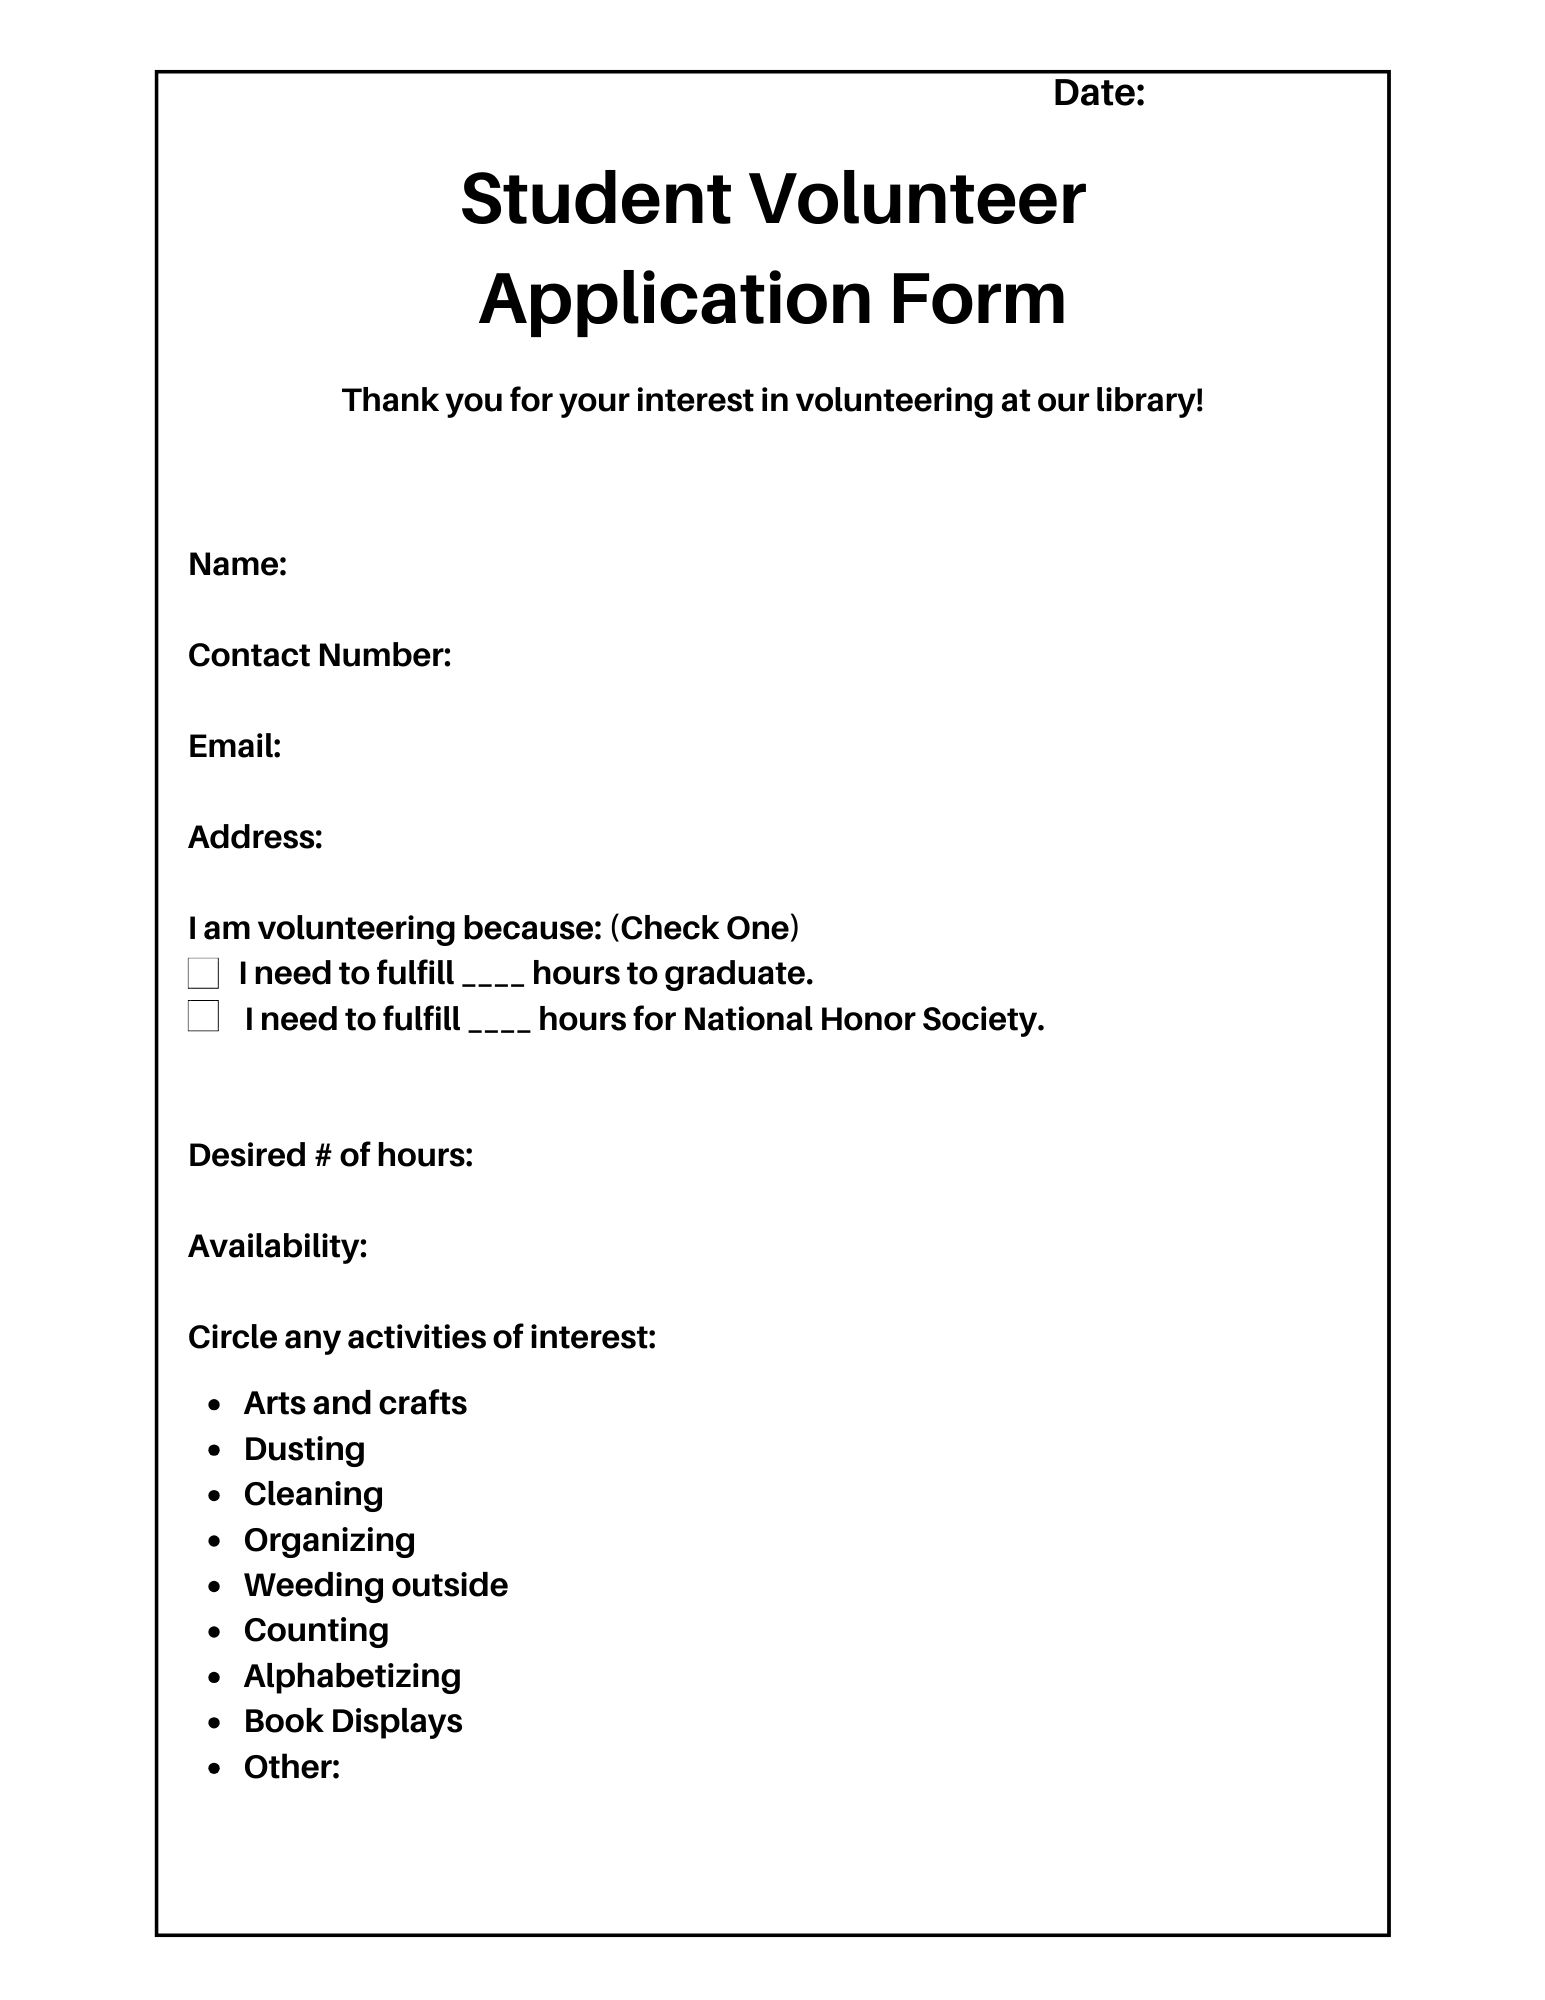 Date:
Student Volunteer
Application Form
Thank you for your interest in volunteering at our library!
Name:
Contact Number:
Email:
Address:
I am volunteering because: (Check One)
I need to fulfill ____ hours to graduate.
I need to fulfill ____ hours for National Honor Society.
Desired # of hours:
Availability:
Circle any activities of interest:
• Arts and crafts
• Dusting
• Cleaning
• Organizing
• Weeding outside
• Counting
• Alphabetizing
• Book Displays
• Other: